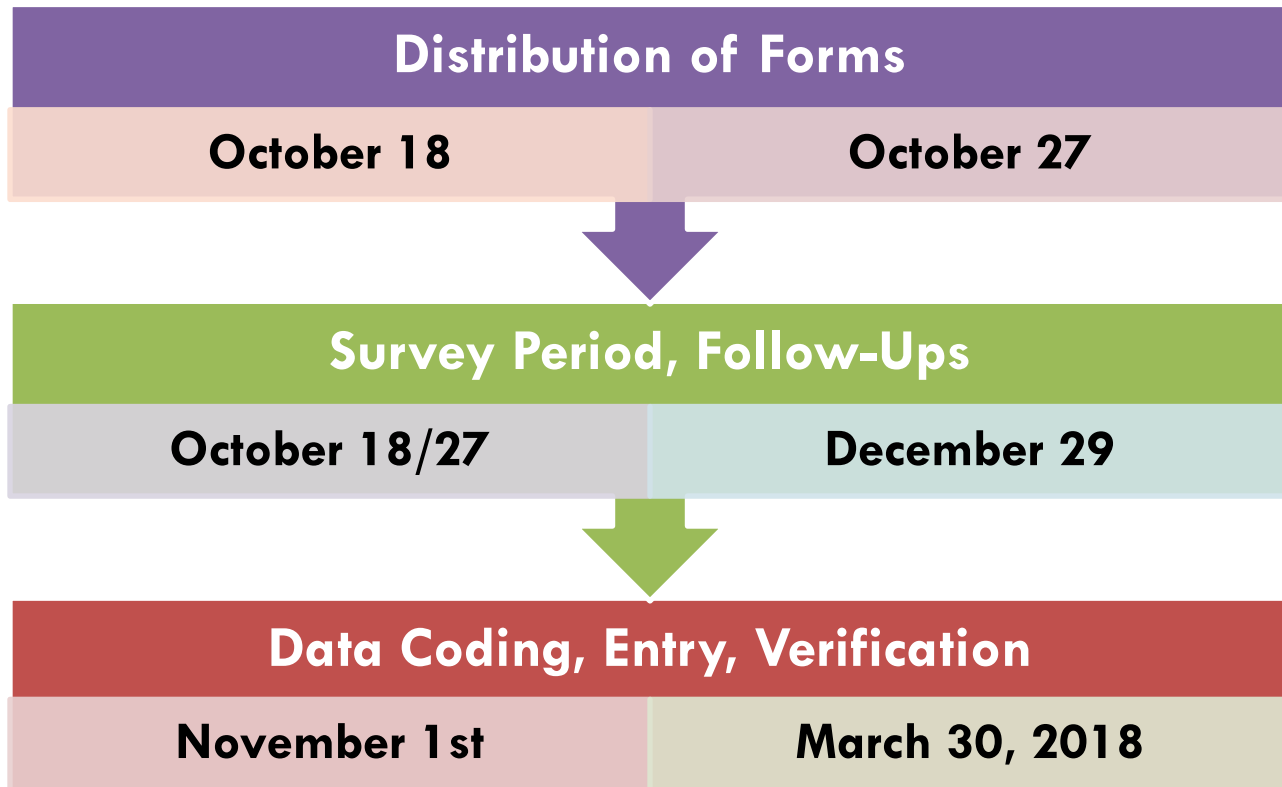 Distribution of Forms
October 18
October 27
Survey Period, Follow-Ups
October 18/27
December 29
Data Coding, Entry, Verification
November 1st
March 30, 2018